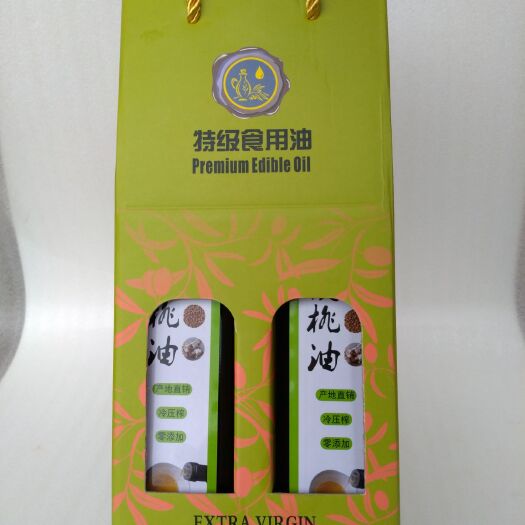 特级食用油
Premium Edible Oil
桃
油
产地直销
冷压榨
零添加
桃
油
产地直销
冷压榨
零添加
EXTRA VIRGIN